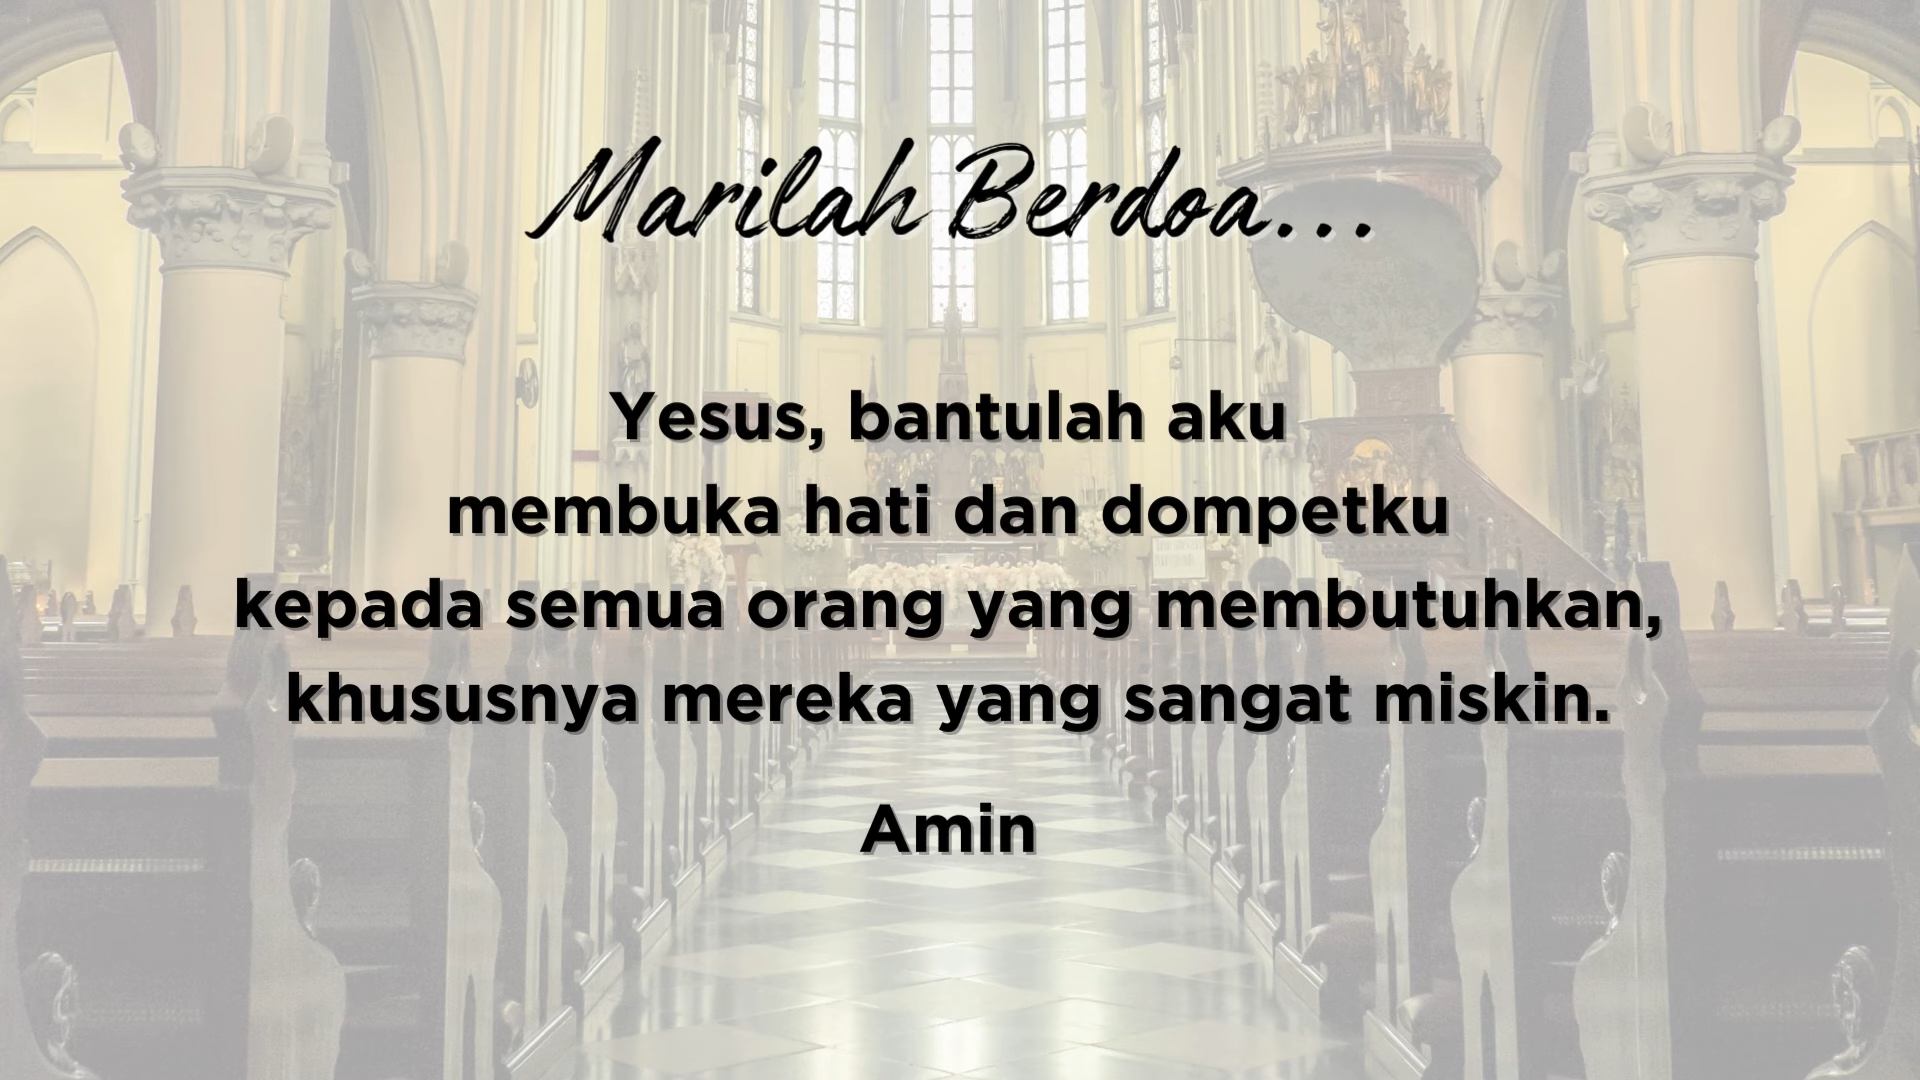 Marilah Berdoa...
Yesus, bantulah aku
membuka hati dan dompetku
kepada semua orang yang membutuhkan,
khususnya mereka yang sangat miskin.
Amin